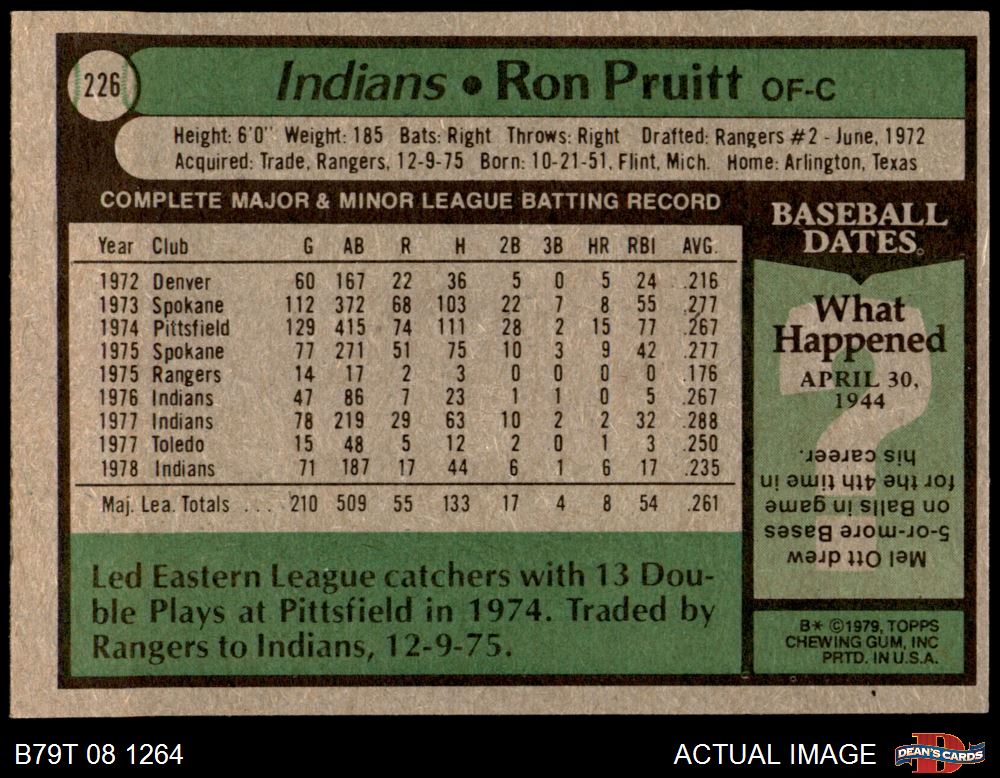 226
Indians • Ron Pruitt OF-C
Height: 6'0" Weight: 185 Bats: Right Throws: Right Drafted: Rangers #2 - June, 1972
Acquired: Trade, Rangers, 12-9-75 Born: 10-21-51, Flint, Mich. Home: Arlington, Texas
COMPLETE MAJOR & MINOR LEAGUE BATTING RECORD
Year Club G AB R H 2B 3B HR RBI AVG.
1972 Denver 60 167 22 36 5 0 5 24 .216
1973 Spokane 112 372 68 103 22 7 8 55 .277
1974 Pittsfield 129 415 74 111 28 2 15 77 .267
1975 Spokane 77 271 51 75 10 3 9 42 .277
1975 Rangers 14 17 2 3 0 0 0 0 .176
1976 Indians 47 86 7 23 1 1 0 5 .267
1977 Indians 78 219 29 63 10 2 2 32 .288
1977 Toledo 15 48 5 12 2 0 1 3 .250
1978 Indians 71 187 17 44 6 1 6 17 .235
Maj. Lea. Totals ... 210 509 55 133 17 4 8 54 .261
Led Eastern League catchers with 13 Dou-
ble Plays at Pittsfield in 1974. Traded by
Rangers to Indians, 12-9-75.
BASEBALL
DATES
What
Happened
APRIL 30,
1944
?
Mel Ott drew
5-or-more Bases
on Balls in game
for the 4th time in
his career.
B* ©1979, TOPPS
CHEWING GUM, INC
PRTD. IN U.S.A.
B79T 08 1264
ACTUAL IMAGE
DEAN'S CARDS